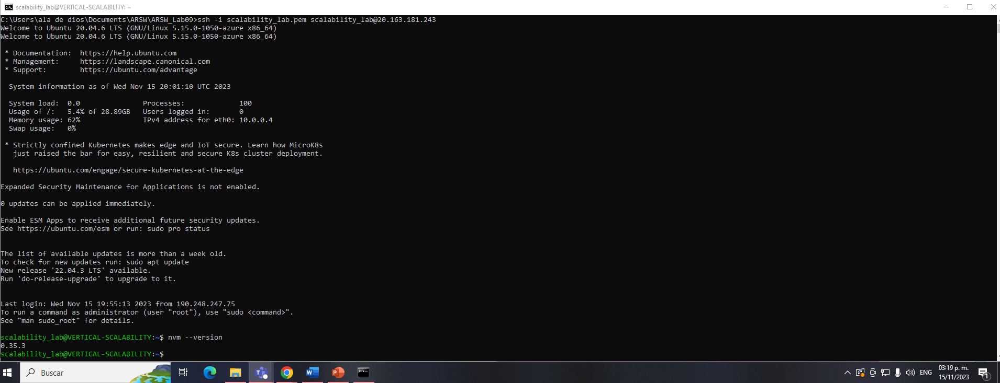 scalability_lab@VERTICAL-SCALABILITY: ~
C:\Users\ala de dios\Documents\ARSW\ARSW_Lab09>ssh -i scalability_lab.pem scalability_lab@20.163.181.243
Welcome to Ubuntu 20.04.6 LTS (GNU/Linux 5.15.0-1050-azure x86_64)
Welcome to Ubuntu 20.04.6 LTS (GNU/Linux 5.15.0-1050-azure x86_64)
* Documentation:  https://help.ubuntu.com
* Management:     https://landscape.canonical.com
* Support:        https://ubuntu.com/advantage
System information as of Wed Nov 15 20:01:10 UTC 2023
System load:  0.0               Processes:             100
Usage of /:   5.4% of 28.89GB   Users logged in:       0
Memory usage: 62%               IPv4 address for eth0: 10.0.0.4
Swap usage:   0%
* Strictly confined Kubernetes makes edge and IoT secure. Learn how MicroK8s
just raised the bar for easy, resilient and secure K8s cluster deployment.
https://ubuntu.com/engage/secure-kubernetes-at-the-edge
Expanded Security Maintenance for Applications is not enabled.
0 updates can be applied immediately.
Enable ESM Apps to receive additional future security updates.
See https://ubuntu.com/esm or run: sudo pro status
The list of available updates is more than a week old.
To check for new updates run: sudo apt update
New release '22.04.3 LTS' available.
Run 'do-release-upgrade' to upgrade to it.
Last login: Wed Nov 15 19:55:13 2023 from 190.248.247.75
To run a command as administrator (user "root"), use "sudo <command>".
See "man sudo_root" for details.
scalability_lab@VERTICAL-SCALABILITY:~$ nvm --version
0.35.3
scalability_lab@VERTICAL-SCALABILITY:~$
Buscar
ENG
03:19 p. m.
15/11/2023
1